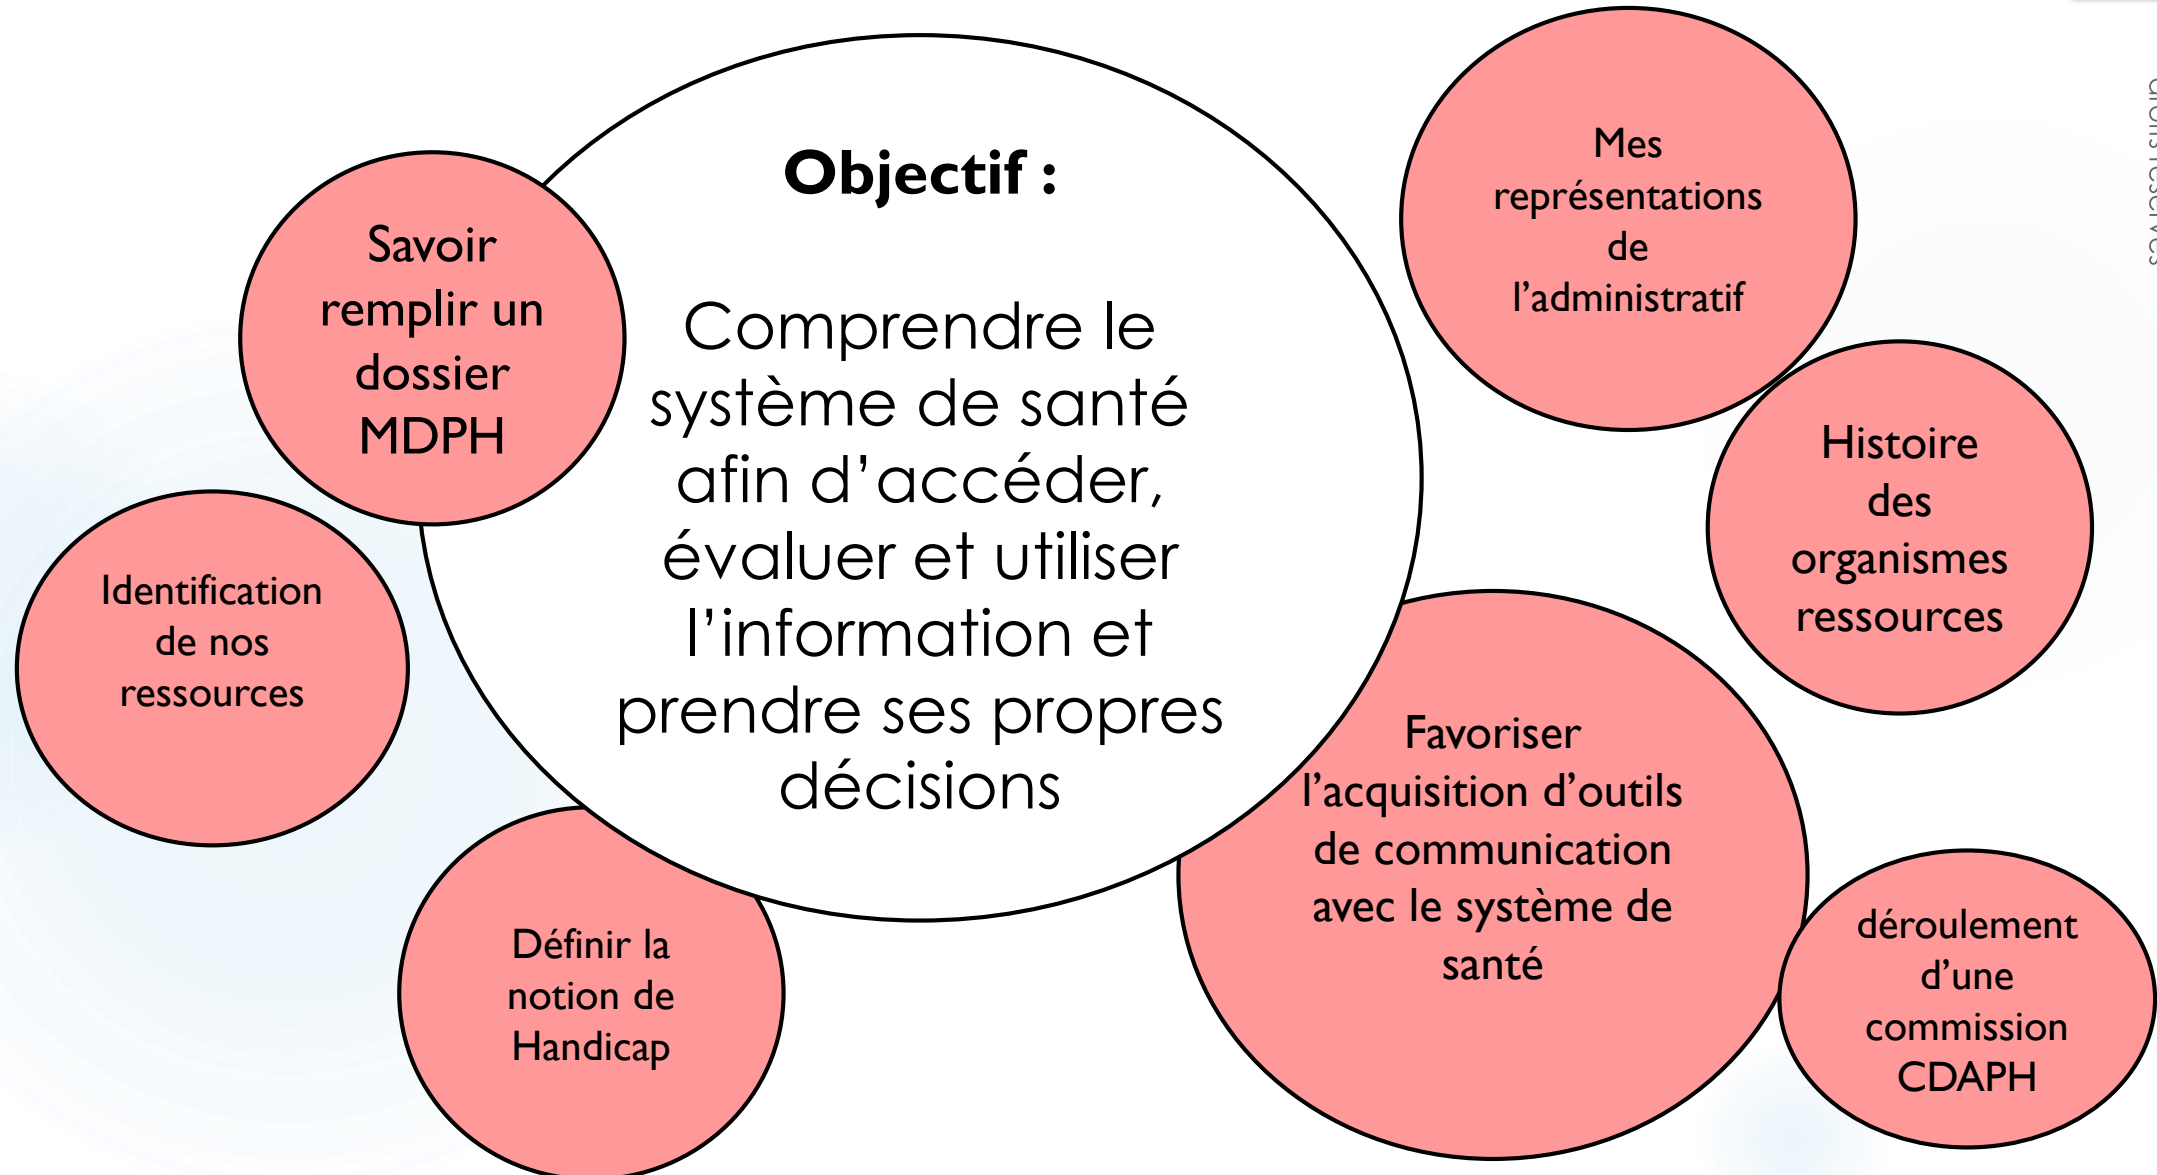 Objectif :
Comprendre le
système de santé
afin d’accéder,
évaluer et utiliser
l’information et
prendre ses propres
décisions
Savoir
remplir un
dossier
MDPH
Identification
de nos
ressources
Définir la
notion de
Handicap
Mes
représentations
de
l’administratif
Histoire
des
organismes
ressources
Favoriser
l’acquisition d’outils
de communication
avec le système de
santé
déroulement
d’une
commission
CDAPH
droits réservés